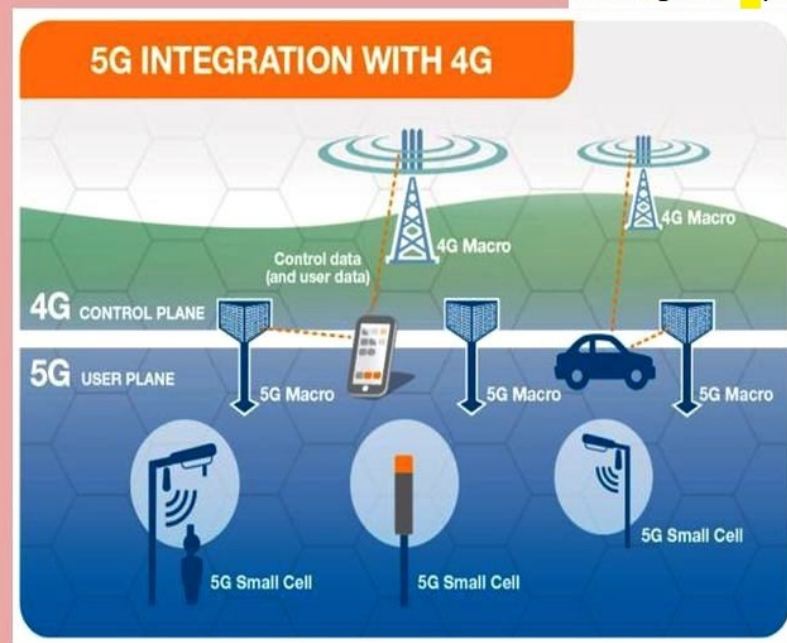 5G INTEGRATION WITH 4G
4G Macro
4G Macro
Control data
(and user data)
4G CONTROL PLANE
5G USER PLANE
5G Macro
5G Macro
5G Macro
5G Small Cell
5G Small Cell
5G Small Cell